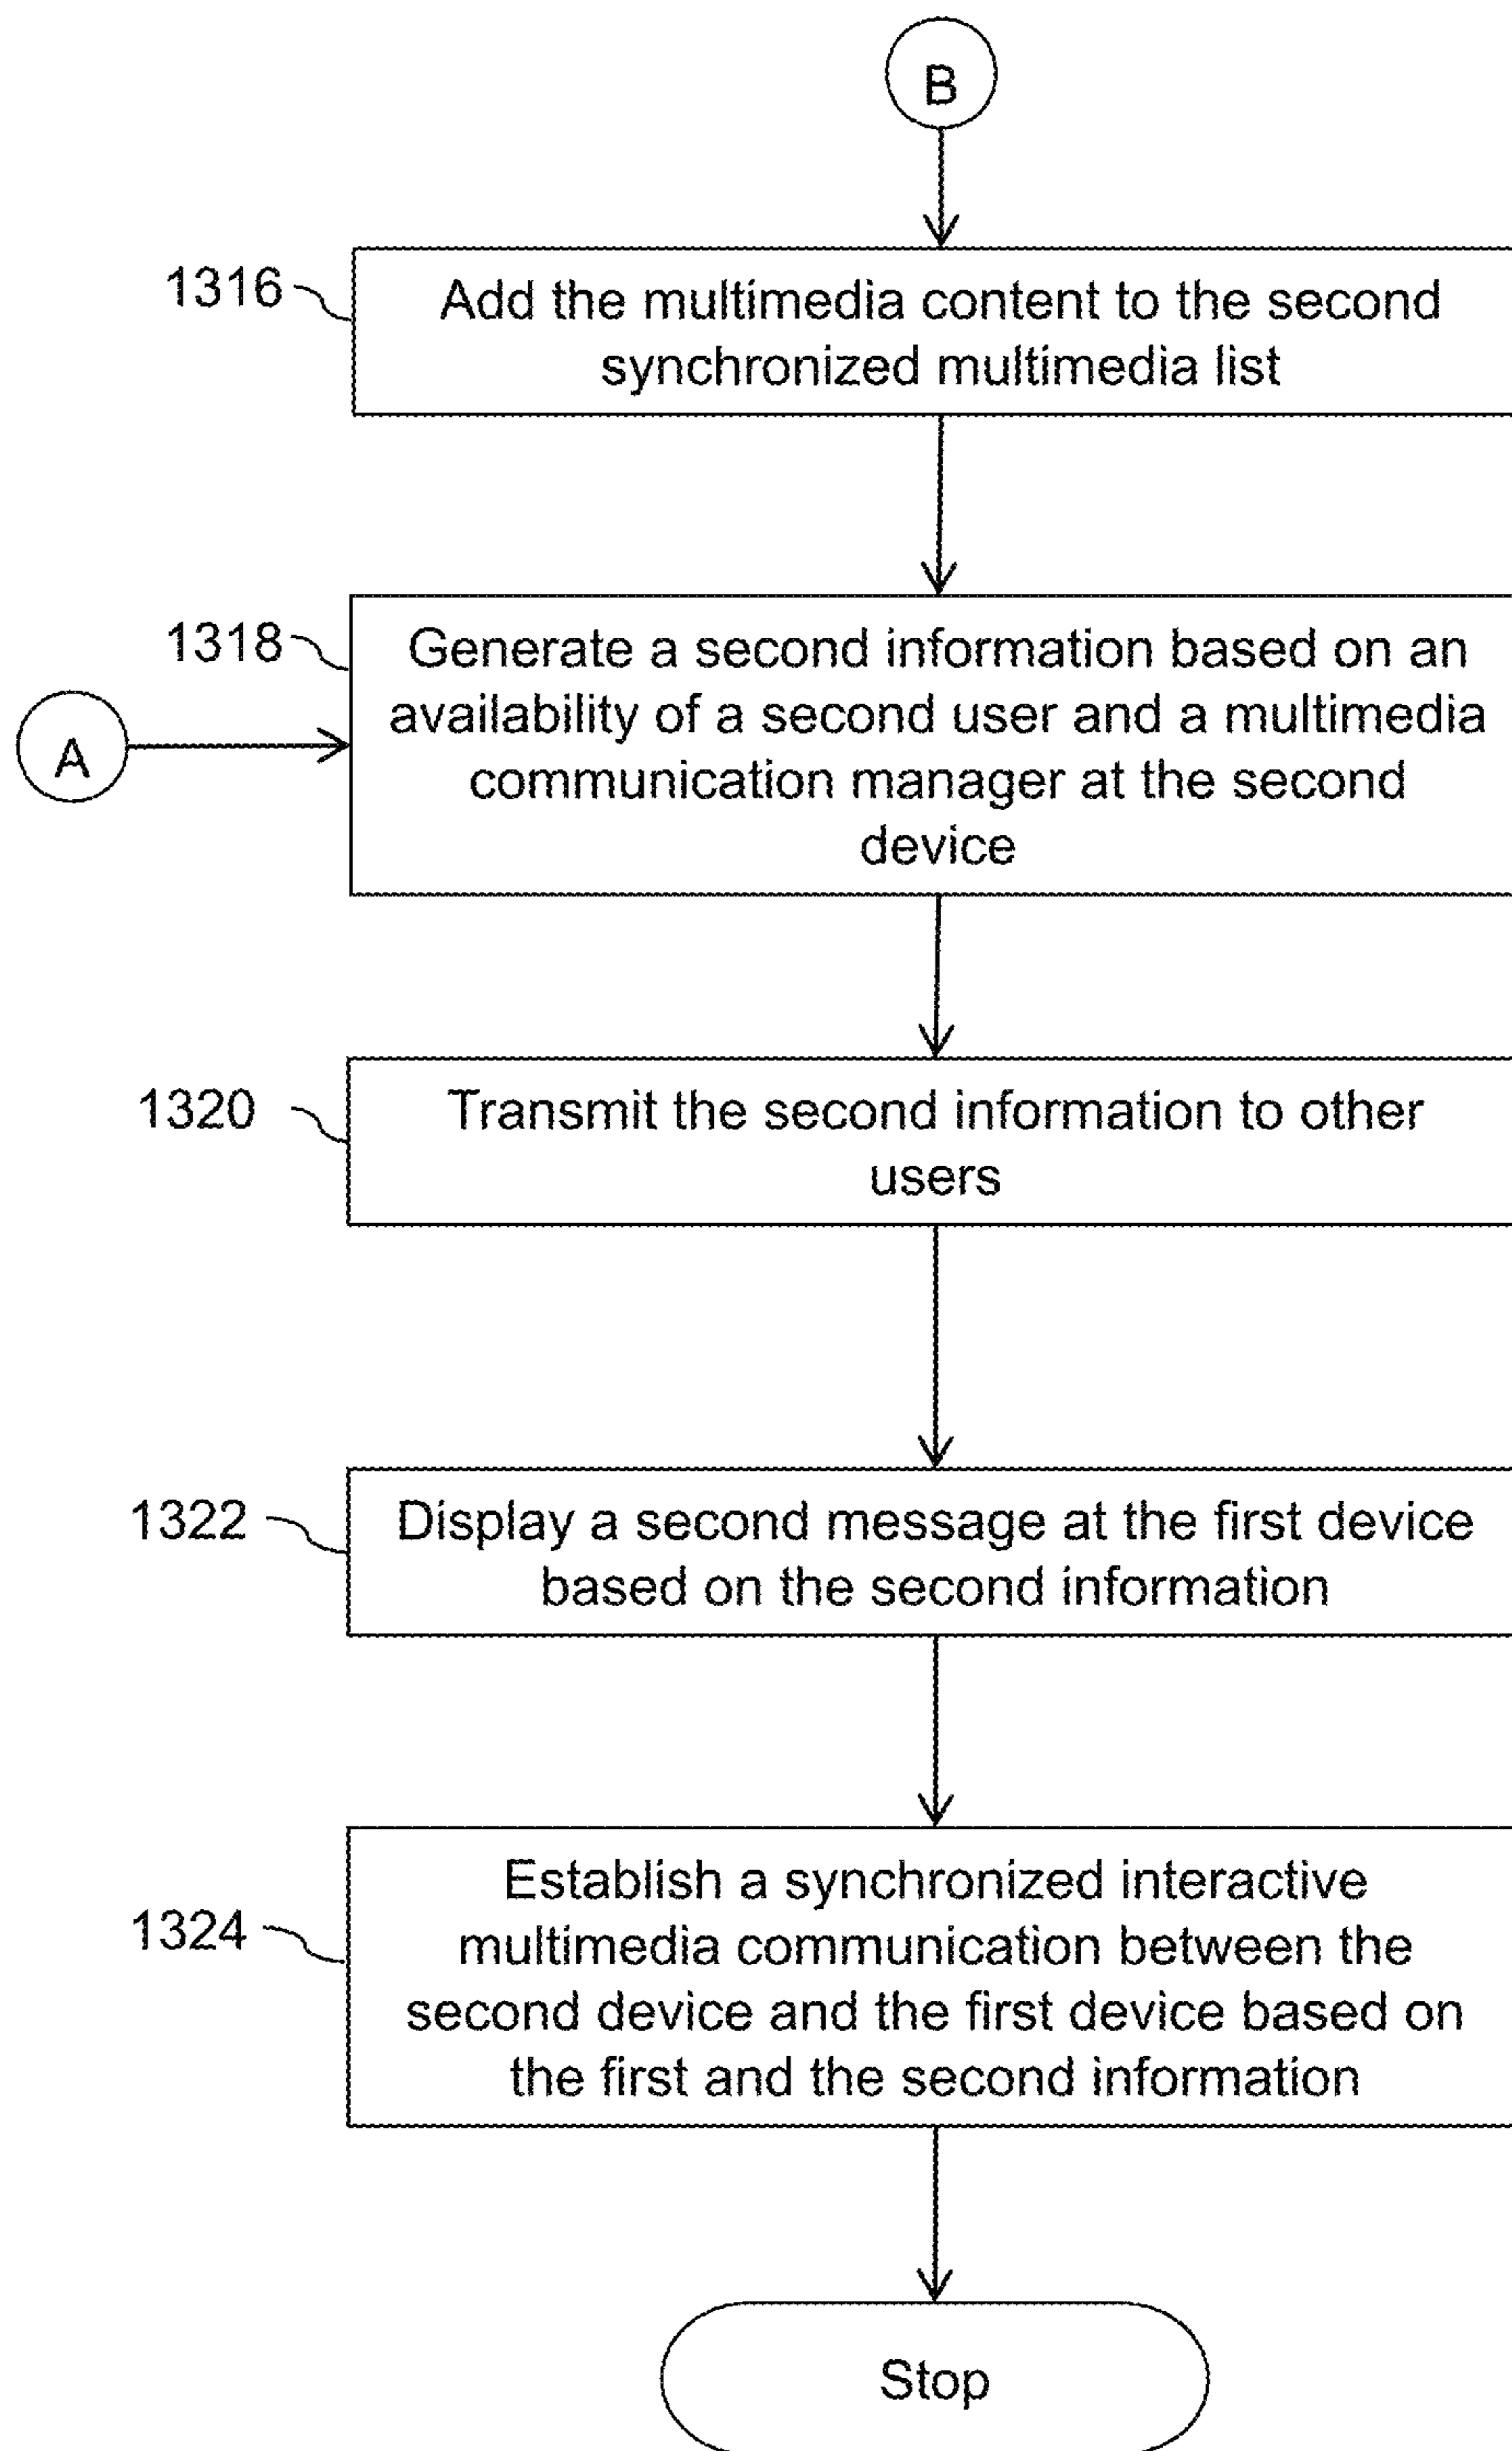 B
1316
Add the multimedia content to the second
synchronized multimedia list
1318
Generate a second information based on an
availability of a second user and a multimedia
communication manager at the second
device
A
1320
Transmit the second information to other
users
1322
Display a second message at the first device
based on the second information
1324
Establish a synchronized interactive
multimedia communication between the
second device and the first device based on
the first and the second information
Stop